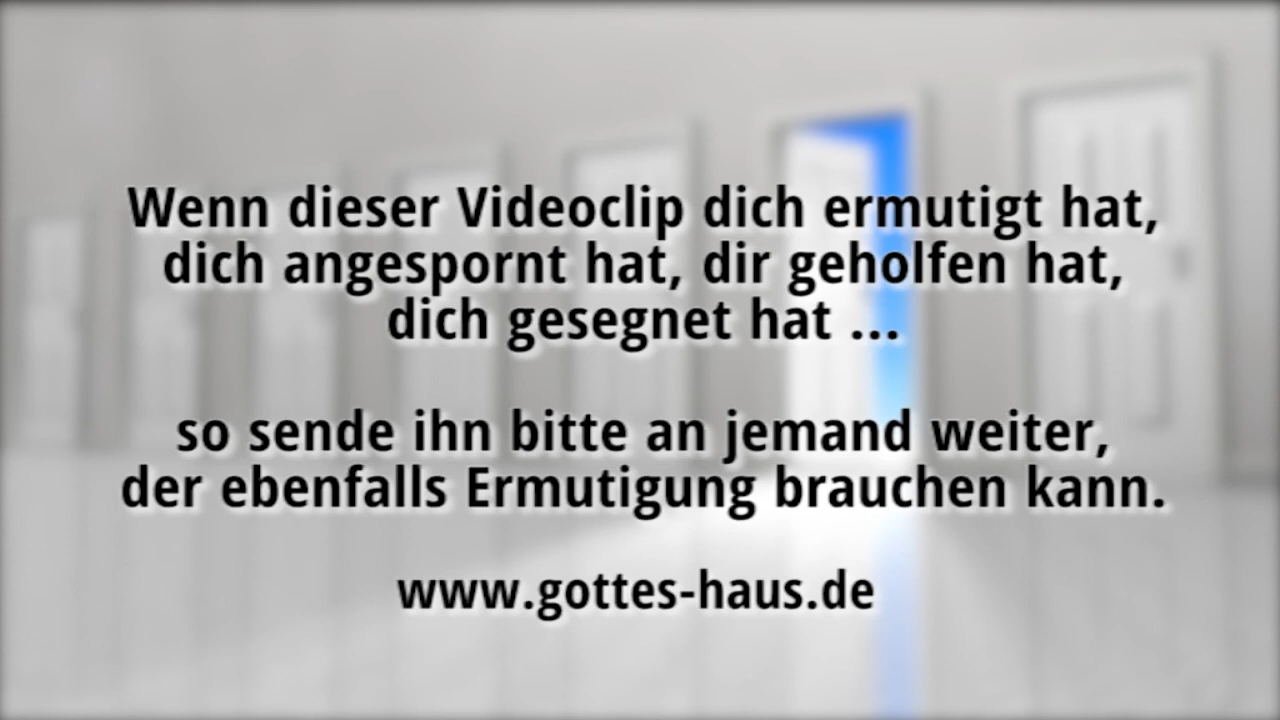 Wenn dieser Videoclip dich ermutigt hat,
dich angespornt hat, dir geholfen hat,
dich gesegnet hat ...
so sende ihn bitte an jemand weiter,
der ebenfalls Ermutigung brauchen kann.
www.gottes-haus.de